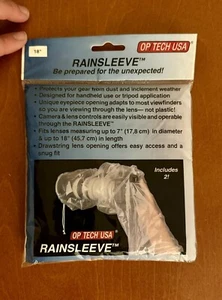 18"
OP/TECH USA™
RAINSLEEVE™
Be prepared for the unexpected!
• Protects your gear from dust and inclement weather
• Designed for handheld use or tripod application
• Unique eyepiece opening adapts to most viewfinders
so you are viewing through the lens— not plastic!
• Camera & lens controls are easily visible and operable
through the RAINSLEEVE™
• Fits lenses measuring up to 7" (17,8 cm) in diameter
& up to 18" (45,7 cm) in length
• Drawstring lens opening offers easy access and a
snug fit
Includes
2!
OP/TECH USA™
RAINSLEEVE™